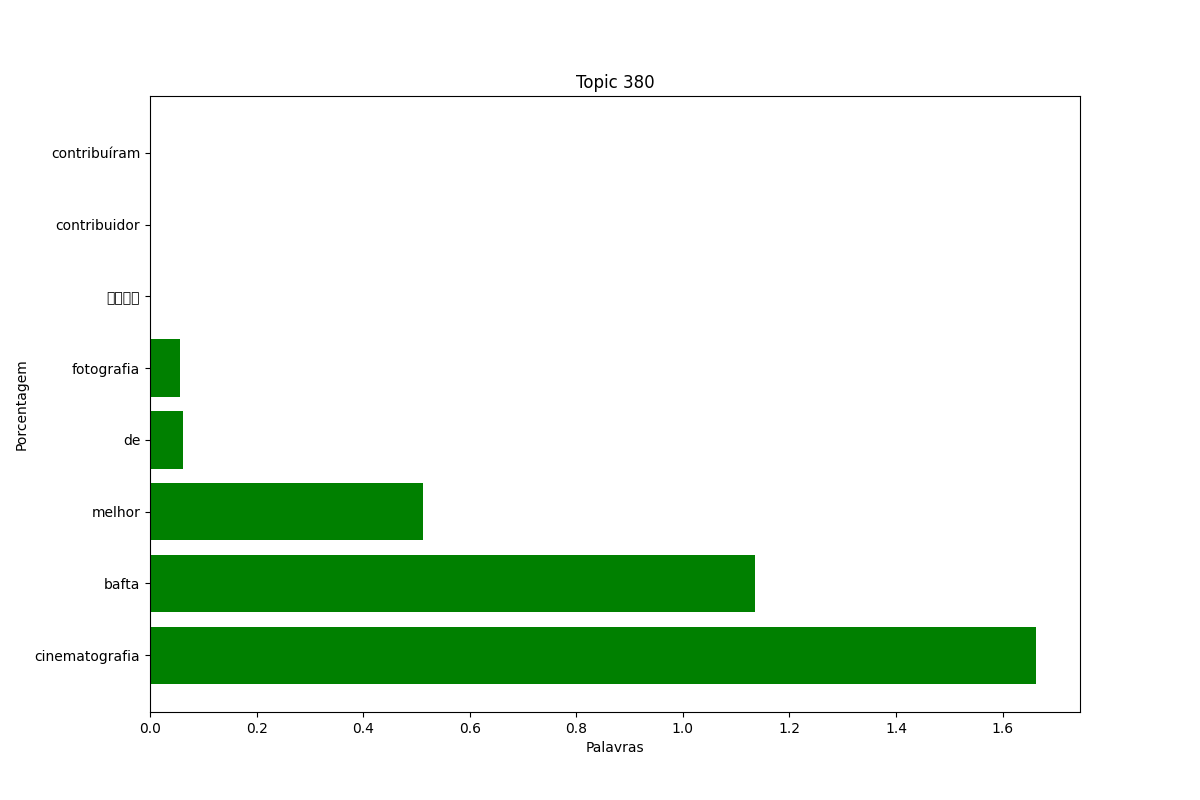 Topic 380
contribuíram
contribuidor
fotografia
de
melhor
bafta
cinematografia
Porcentagem
0.0 0.2 0.4 0.6 0.8 1.0 1.2 1.4 1.6
Palavras